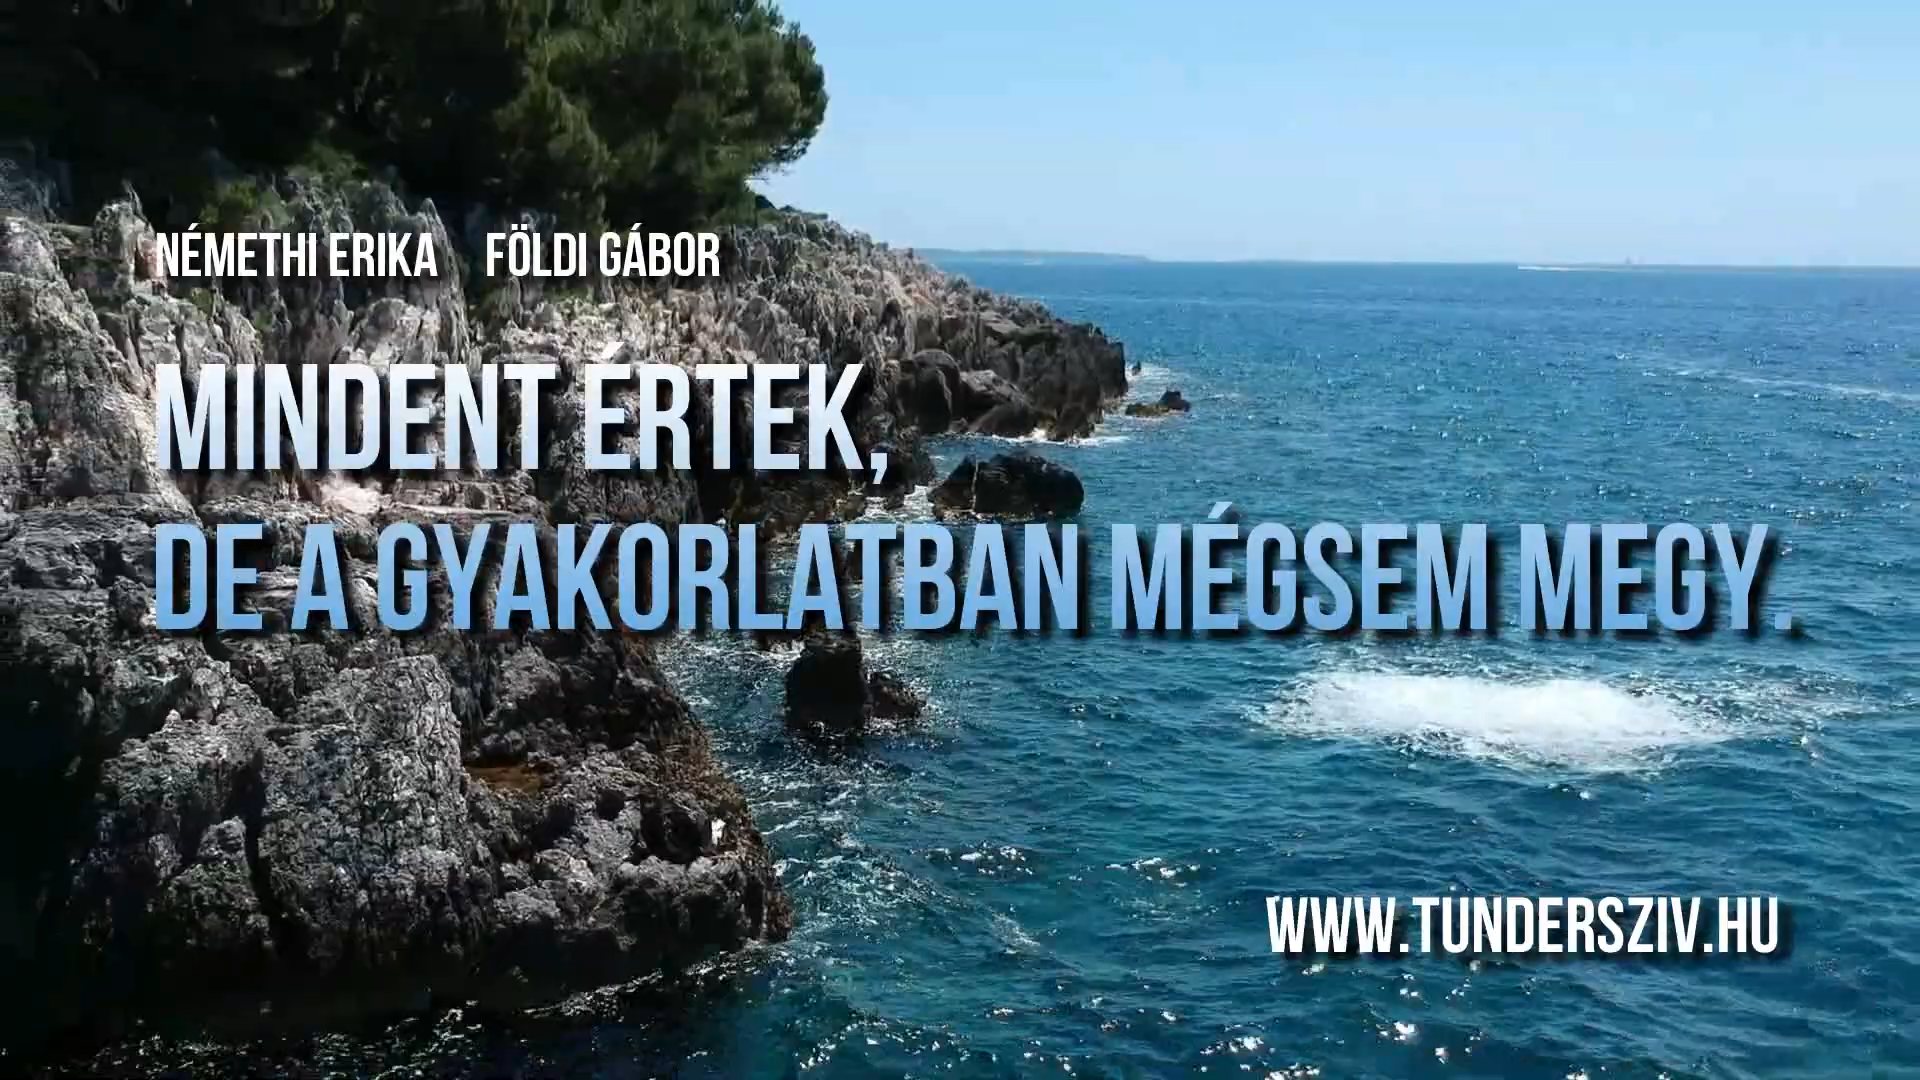 NÉMETHI ERIKA FÖLDI GÁBOR
MINDENT ÉRTEK,
DE A GYAKORLATBAN MÉGSEM MEGY.
WWW.TUNDERSZIV.HU